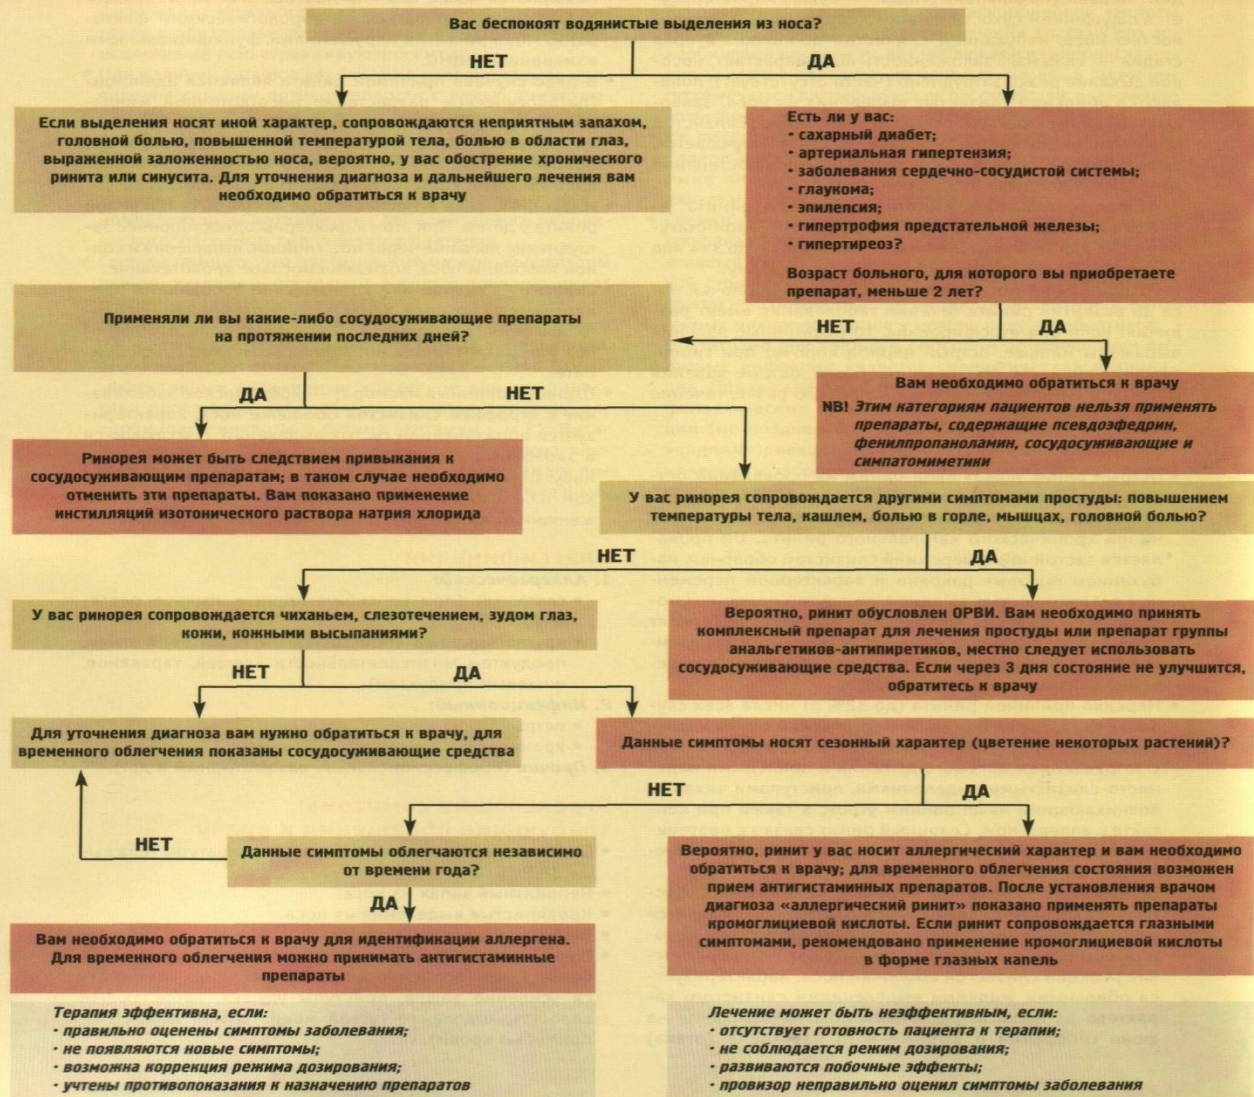 Вас беспокоят водянистые выделения из носа?
НЕТ
ДА
Если выделения носят иной характер, сопровождаются неприятным запахом,
головной болью, повышенной температурой тела, болью в области глаз,
выраженной заложенностью носа, вероятно, у вас обострение хронического
ринита или синусита. Для уточнения диагноза и дальнейшего лечения вам
необходимо обратиться к врачу
Есть ли у вас:
• сахарный диабет;
• артериальная гипертензия;
• заболевания сердечно-сосудистой системы;
• глаукома;
• эпилепсия;
• гипертрофия предстательной железы;
• гипертиреоз?
Возраст больного, для которого вы приобретаете
препарат, меньше 2 лет?
НЕТ
ДА
Применяли ли вы какие-либо сосудосуживающие препараты
на протяжении последних дней?
ДА
НЕТ
Вам необходимо обратиться к врачу
NB! Этим категориям пациентов нельзя применять
препараты, содержащие псевдоэфедрин,
фенилпропаноламин, сосудосуживающие и
симпатомиметики
Ринорея может быть следствием привыкания к
сосудосуживающим препаратам; в таком случае необходимо
отменить эти препараты. Вам показано применение
инстилляций изотонического раствора натрия хлорида
У вас ринорея сопровождается другими симптомами простуды: повышением
температуры тела, кашлем, болью в горле, мышцах, головной болью?
НЕТ
ДА
У вас ринорея сопровождается чиханьем, слезотечением, зудом глаз,
кожи, кожными высыпаниями?
Вероятно, ринит обусловлен ОРВИ. Вам необходимо принять
комплексный препарат для лечения простуды или препарат группы
анальгетиков-антипиретиков, местно следует использовать
сосудосуживающие средства. Если через 3 дня состояние не улучшится,
обратитесь к врачу
НЕТ
ДА
Для уточнения диагноза вам нужно обратиться к врачу, для
временного облегчения показаны сосудосуживающие средства
Данные симптомы носят сезонный характер (цветение некоторых растений)?
НЕТ
ДА
НЕТ
Данные симптомы облегчаются независимо
от времени года?
ДА
Вероятно, ринит у вас носит аллергический характер и вам необходимо
обратиться к врачу; для временного облегчения состояния возможен
прием антигистаминных препаратов. После установления врачом
диагноза «аллергический ринит» показано применять препараты
кромоглициевой кислоты. Если ринит сопровождается глазными
симптомами, рекомендовано применение кромоглициевой кислоты
в форме глазных капель
Вам необходимо обратиться к врачу для идентификации аллергена.
Для временного облегчения можно принимать антигистаминные
препараты
Терапия эффективна, если:
• правильно оценены симптомы заболевания;
• не появляются новые симптомы;
• возможна коррекция режима дозирования;
• учтены противопоказания к назначению препаратов
Лечение может быть неэффективным, если:
• отсутствует готовность пациента к терапии;
• не соблюдается режим дозирования;
• развиваются побочные эффекты;
• провизор неправильно оценил симптомы заболевания